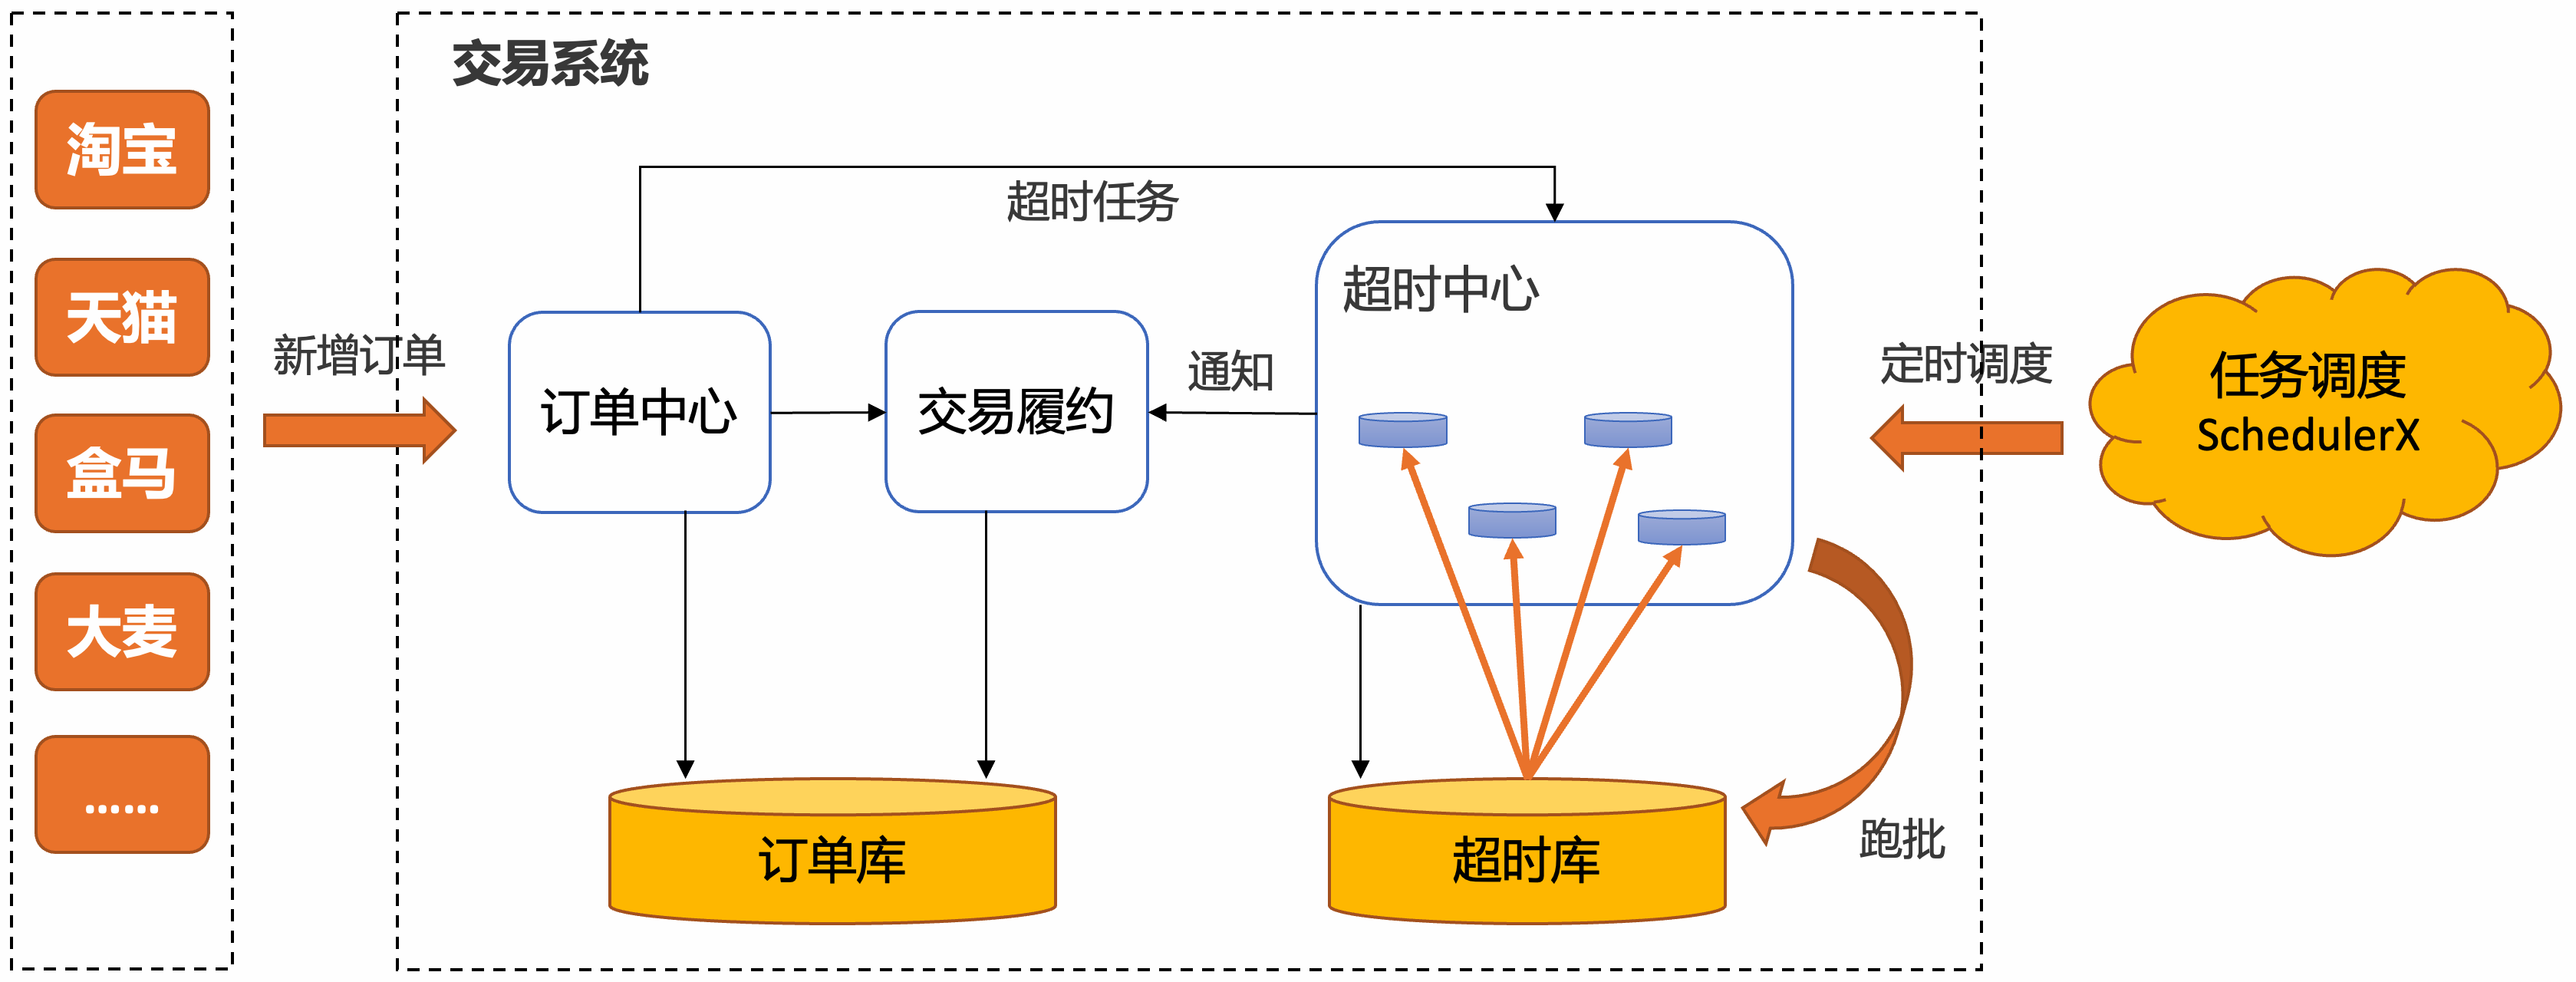 淘宝
天猫
盒马
大麦
……
新增订单
交易系统
超时任务
订单中心
交易履约
通知
超时中心
订单库
超时库
跑批
定时调度
任务调度
SchedulerX